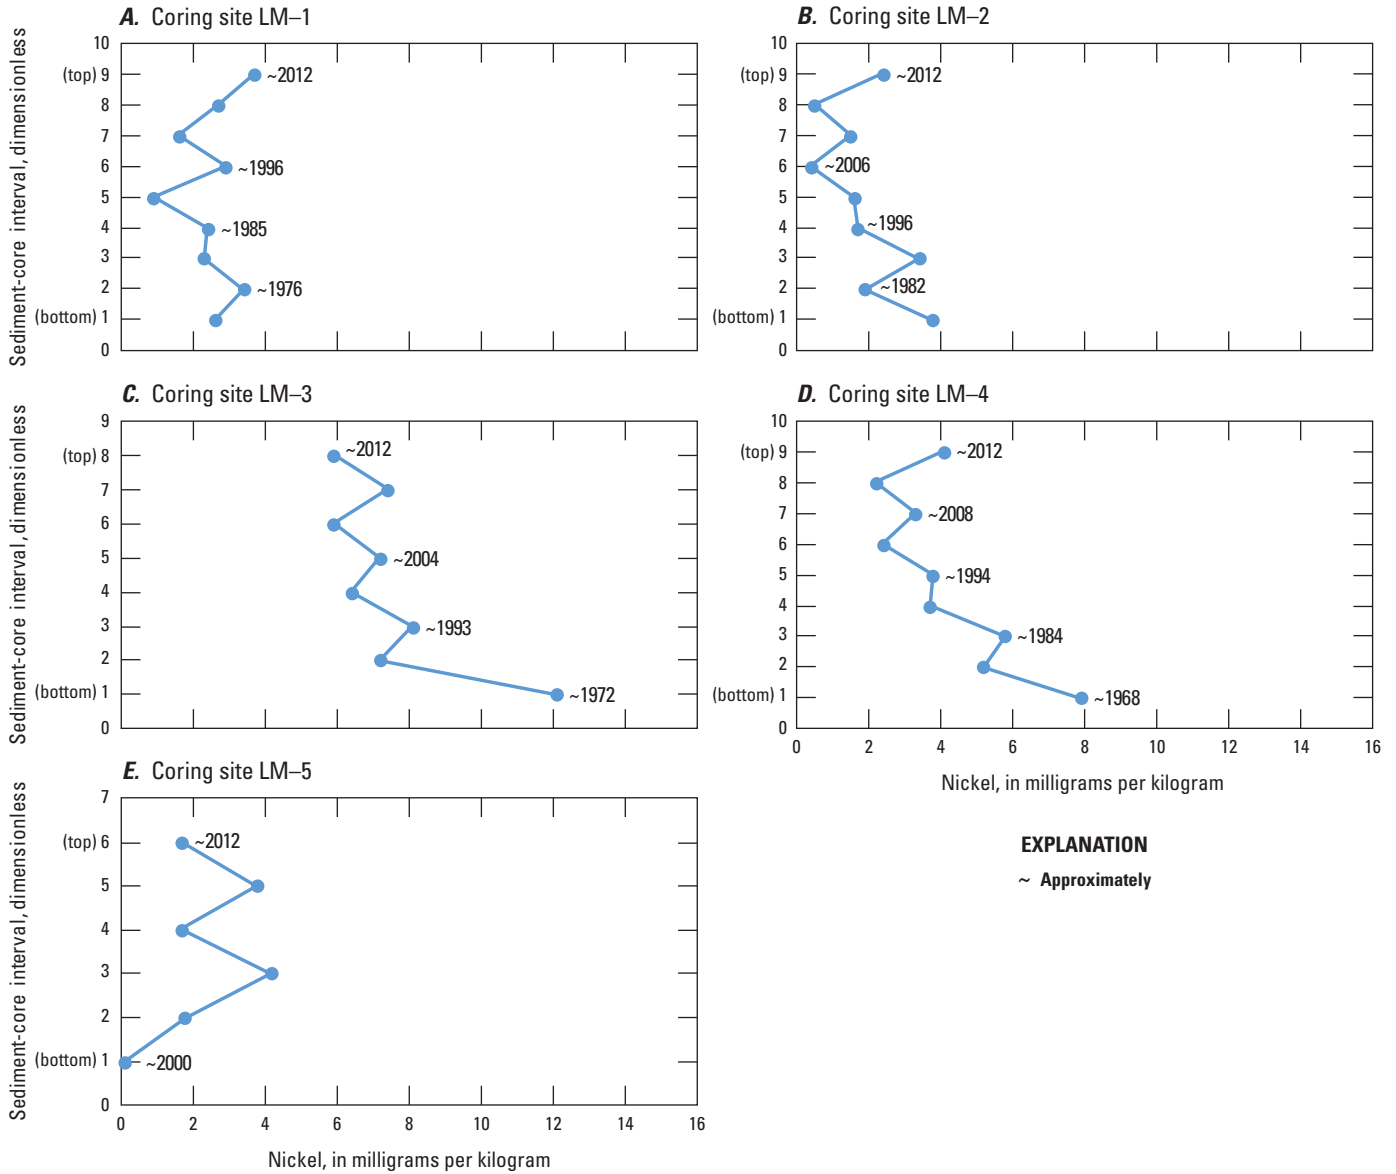 A. Coring site LM–1
Sediment-core interval, dimensionless
10
(top) 9
8
7
6
5
4
3
2
(bottom) 1
0
~2012
~1996
~1985
~1976
B. Coring site LM–2
10
(top) 9
8
7
6
5
4
3
2
(bottom) 1
0
~2012
~2006
~1996
~1982
C. Coring site LM–3
Sediment-core interval, dimensionless
9
(top) 8
7
6
5
4
3
2
(bottom) 1
0
~2012
~2004
~1993
~1972
D. Coring site LM–4
10
(top) 9
8
7
6
5
4
3
2
(bottom) 1
0
~2012
~2008
~1994
~1984
~1968
0 2 4 6 8 10 12 14 16
Nickel, in milligrams per kilogram
E. Coring site LM–5
Sediment-core interval, dimensionless
7
(top) 6
5
4
3
2
(bottom) 1
0
~2012
~2000
0 2 4 6 8 10 12 14 16
Nickel, in milligrams per kilogram
EXPLANATION
~ Approximately